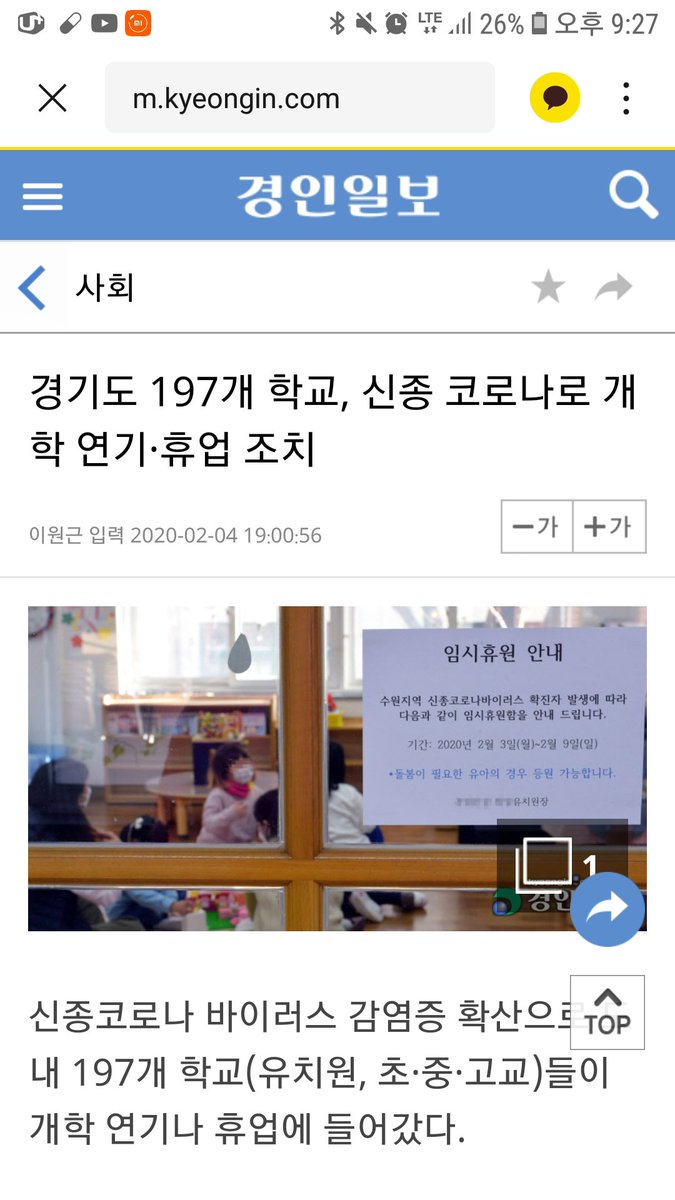 LTE 26% 오후 9:27
m.kyeongin.com
경인일보
사회
경기도 197개 학교, 신종 코로나로 개
학 연기·휴업 조치
이원근 입력 2020-02-04 19:00:56
가 가
임시휴원 안내
수원지역 신종코로나바이러스 확진자 발생에 따라
다음과 같이 임시휴원함을 안내 드립니다.
기간: 2020년 2월 3일(월)~2월 9일(일)
*돌봄이 필요한 유아의 경우 등원 가능합니다.
유치원장
1
경인
신종코로나 바이러스 감염증 확산으로
TOP
내 197개 학교(유치원, 초·중·고교)들이
개학 연기나 휴업에 들어갔다.